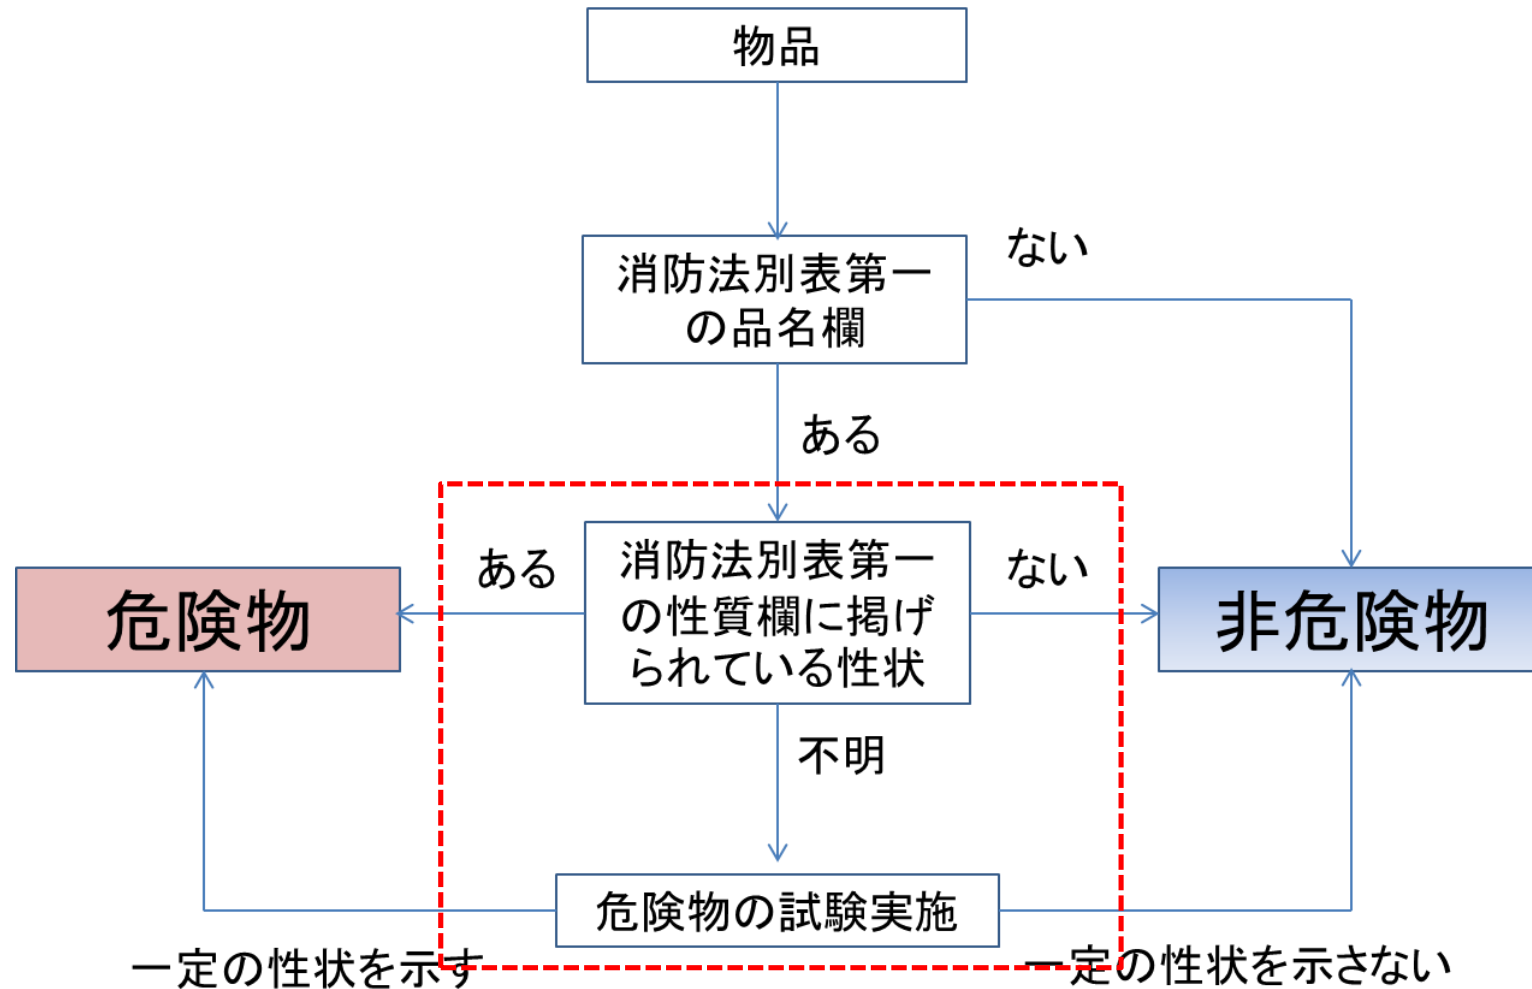 物品
消防法別表第一
の品名欄
ない
ある
消防法別表第一
の性質欄に掲げ
られている性状
ある
ない
危険物
非危険物
不明
危険物の試験実施
一定の性状を示す
一定の性状を示さない